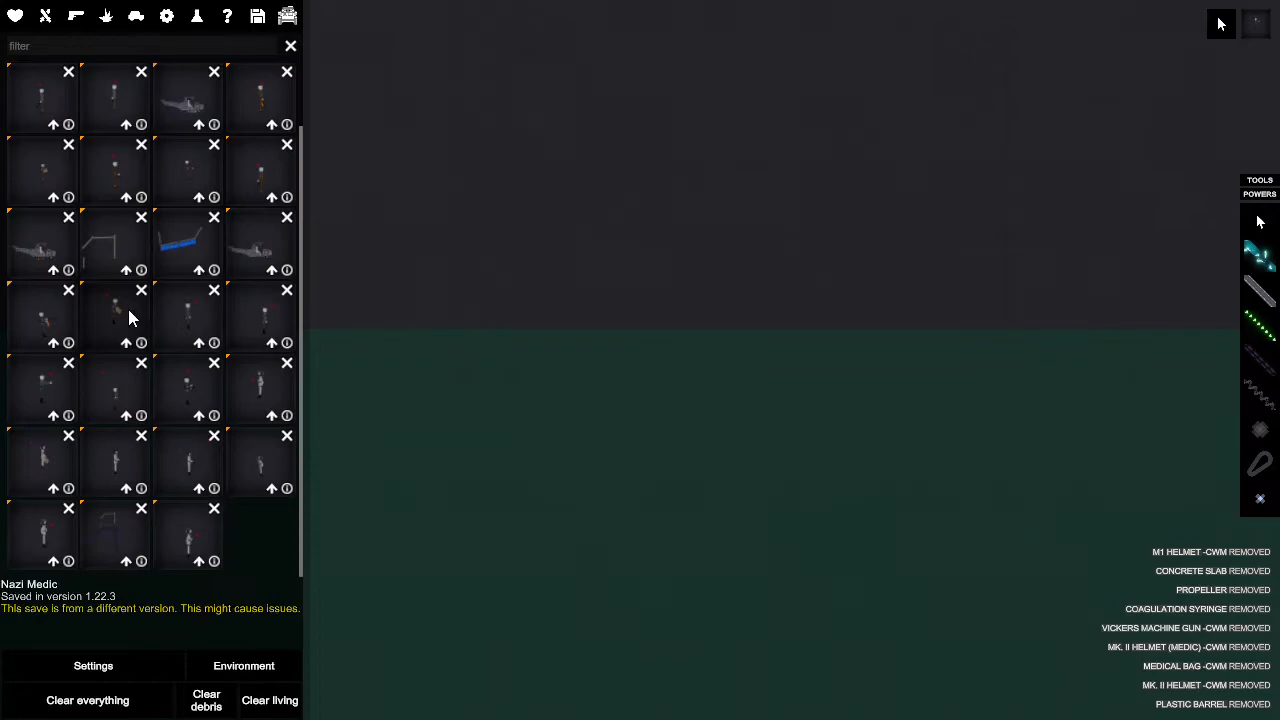 filter
TOOLS
POWERS
M1 HELMET -CWM REMOVED
CONCRETE SLAB REMOVED
PROPELLER REMOVED
COAGULATION SYRINGE REMOVED
VICKERS MACHINE GUN -CWM REMOVED
MK. II HELMET (MEDIC) -CWM REMOVED
MEDICAL BAG -CWM REMOVED
MK. II HELMET -CWM REMOVED
PLASTIC BARREL REMOVED
Nazi Medic
Saved in version 1.22.3
This save is from a different version. This might cause issues.
Settings
Environment
Clear everything
Clear debris
Clear living